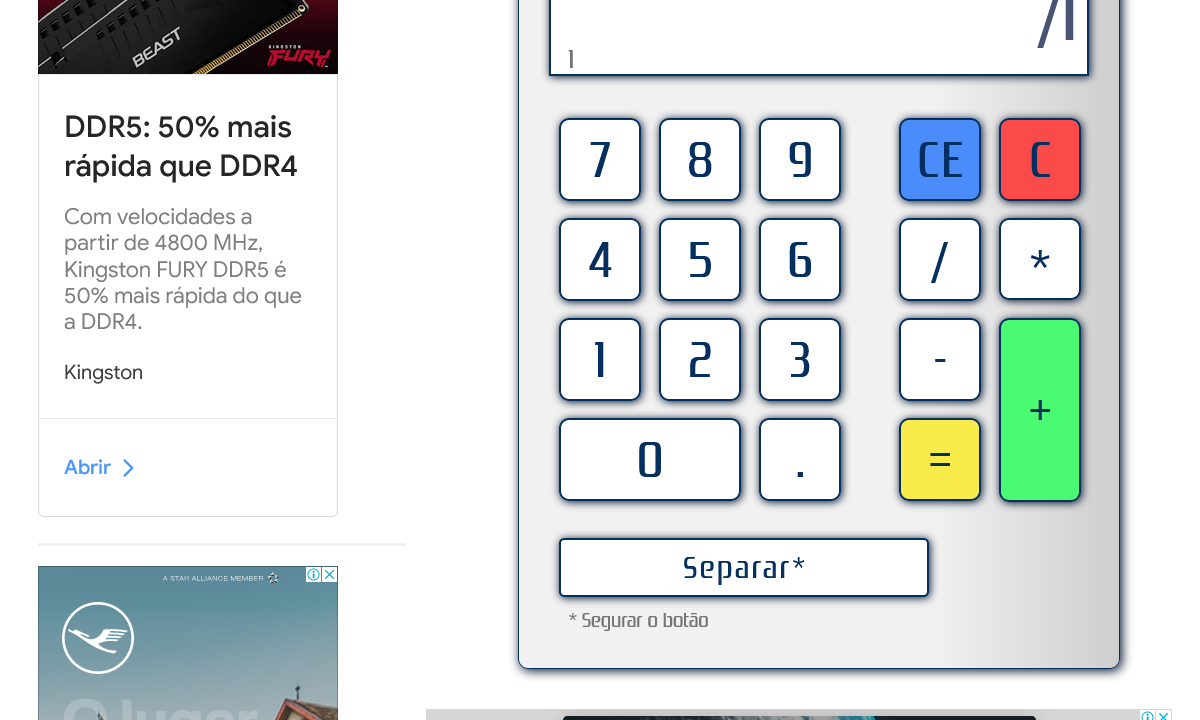 BEAST
KINGSTON
FURY
DDR5: 50% mais
rápida que DDR4
Com velocidades a
partir de 4800 MHz,
Kingston FURY DDR5 é
50% mais rápida do que
a DDR4.
Kingston
Abrir
A STAR ALLIANCE MEMBER
O lugar
/1
1
7 8 9 CE C
4 5 6 / *
1 2 3 -
+
0 . =
Separar*
* Segurar o botão